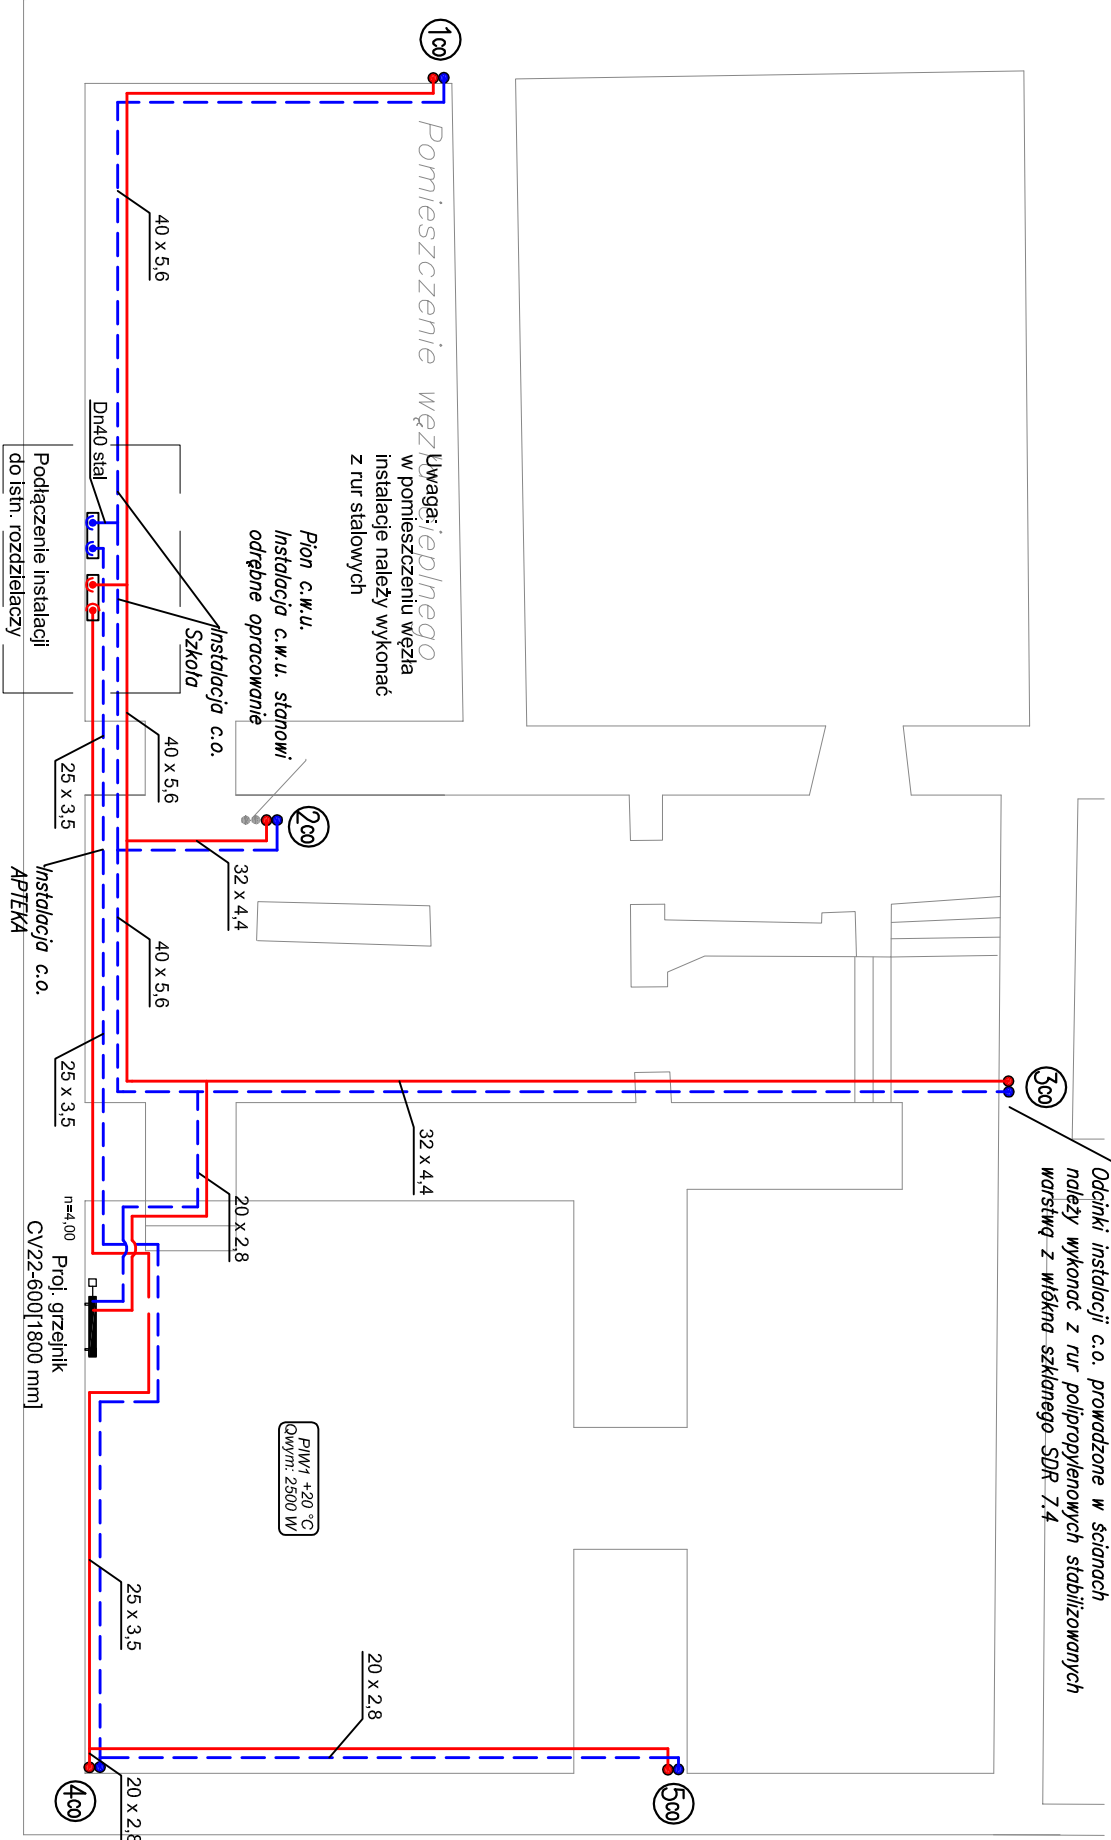 1co
Pomieszczenie węzła cieplnego
40 x 5,6
Uwaga:
w pomieszczeniu węzła
instalacje należy wykonać
z rur stalowych
Pion c.w.u.
Instalacja c.w.u. stanowi
odrębne opracowanie
Instalacja c.o.
Szkoła
Dn40 stal
Podłączenie instalacji
do istn. rozdzielaczy
40 x 5,6
25 x 3,5
2co
32 x 4,4
Instalacja c.o.
APTEKA
40 x 5,6
25 x 3,5
3co
Odcinki instalacji c.o. prowadzone w ścianach
należy wykonać z rur polipropylenowych stabilizowanych
warstwą z włókna szklanego SDR 7.4
32 x 4,4
20 x 2,8
n=4,00
Proj. grzejnik
CV22-600[1800 mm]
PIW1 +20 °C
Qwym: 2500 W
25 x 3,5
20 x 2,8
20 x 2,8
4co
5co